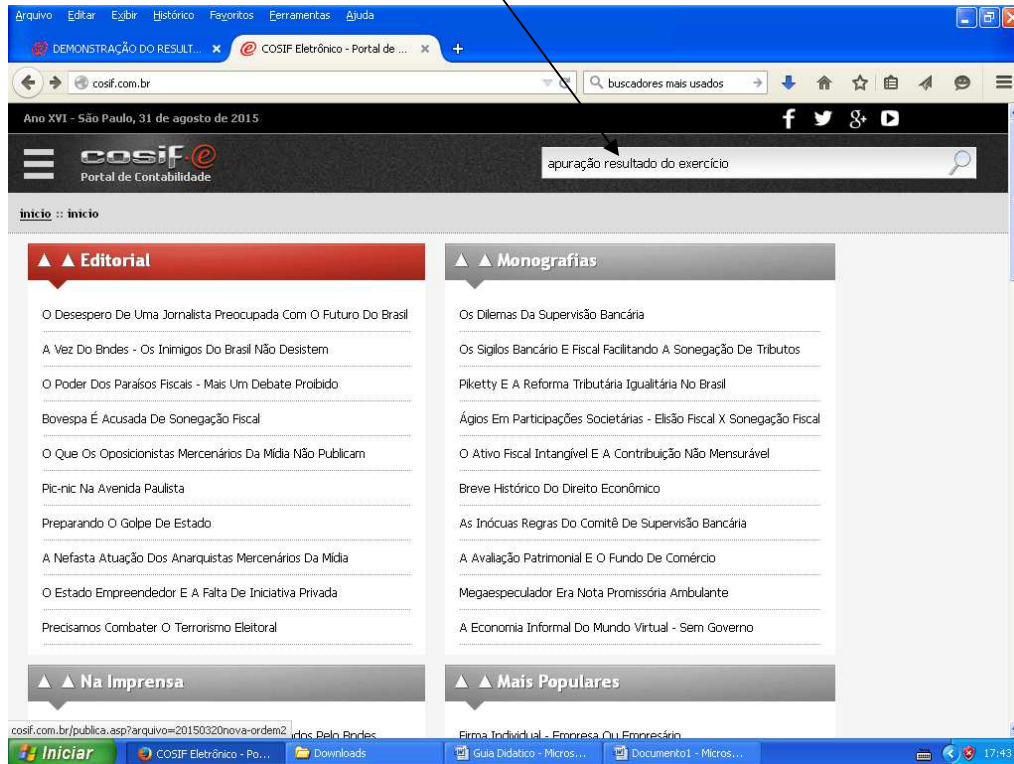 Arquivo Editar Exibir Histórico Favoritos Ferramentas Ajuda
DEMONSTRAÇÃO DO RESULT... × COSIF Eletrônico - Portal de ... × +
cosif.com.br buscadores mais usados
Ano XVI - São Paulo, 31 de agosto de 2015
cosif.e
Portal de Contabilidade
apuração resultado do exercício
início :: início
Editorial
O Desespero De Uma Jornalista Preocupada Com O Futuro Do Brasil
A Vez Do Bndes - Os Inimigos Do Brasil Não Desistem
O Poder Dos Paraísos Fiscais - Mais Um Debate Proibido
Bovespa É Acusada De Sonegação Fiscal
O Que Os Oposicionistas Mercenários Da Mídia Não Publicam
Pic-nic Na Avenida Paulista
Preparando O Golpe De Estado
A Nefasta Atuação Dos Anarquistas Mercenários Da Mídia
O Estado Empreendedor E A Falta De Iniciativa Privada
Precisamos Combater O Terrorismo Eleitoral
Monografias
Os Dilemas Da Supervisão Bancária
Os Sigilos Bancário E Fiscal Facilitando A Sonegação De Tributos
Piketty E A Reforma Tributária Igualitária No Brasil
Ágios Em Participações Societárias - Elisão Fiscal X Sonegação Fiscal
O Ativo Fiscal Intangível E A Contribuição Não Mensurável
Breve Histórico Do Direito Econômico
As Inócuas Regras Do Comitê De Supervisão Bancária
A Avaliação Patrimonial E O Fundo De Comércio
Megaespeculador Era Nota Promissória Ambulante
A Economia Informal Do Mundo Virtual - Sem Governo
Na Imprensa
Mais Populares
cosif.com.br/publica.asp?arquivo=20150320nova-ordem2
dos Pelo Bndes
Firma Individual - Empresa Ou Empresário
Iniciar COSIF Eletrônico - Po... Downloads Guia Didatico - Micros... Documento1 - Micros... 17:43